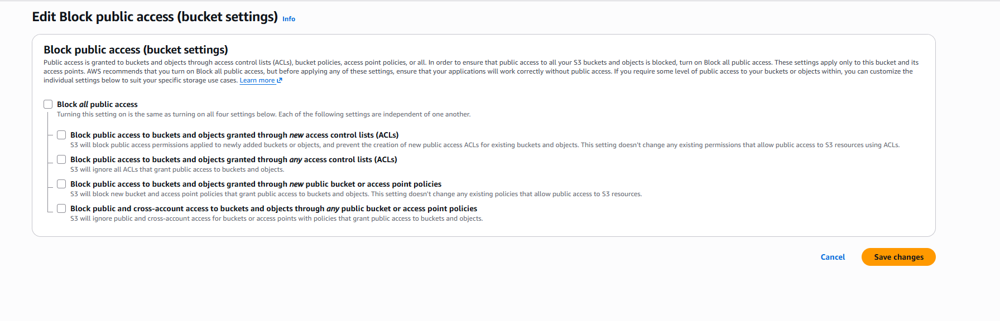 Edit Block public access (bucket settings) Info
Block public access (bucket settings)
Public access is granted to buckets and objects through access control lists (ACLs), bucket policies, access point policies, or all. In order to ensure that public access to all your S3 buckets and objects is blocked, turn on Block all public access. These settings apply only to this bucket and its
access points. AWS recommends that you turn on Block all public access, but before applying any of these settings, ensure that your applications will work correctly without public access. If you require some level of public access to your buckets or objects within, you can customize the
individual settings below to suit your specific storage use cases. Learn more
Block all public access
Turning this setting on is the same as turning on all four settings below. Each of the following settings are independent of one another.
Block public access to buckets and objects granted through new access control lists (ACLs)
S3 will block public access permissions applied to newly added buckets or objects, and prevent the creation of new public access ACLs for existing buckets and objects. This setting doesn't change any existing permissions that allow public access to S3 resources using ACLs.
Block public access to buckets and objects granted through any access control lists (ACLs)
S3 will ignore all ACLs that grant public access to buckets and objects.
Block public access to buckets and objects granted through new public bucket or access point policies
S3 will block new bucket and access point policies that grant public access to buckets and objects. This setting doesn't change any existing policies that allow public access to S3 resources.
Block public and cross-account access to buckets and objects through any public bucket or access point policies
S3 will ignore public and cross-account access for buckets or access points with policies that grant public access to buckets and objects.
Cancel Save changes